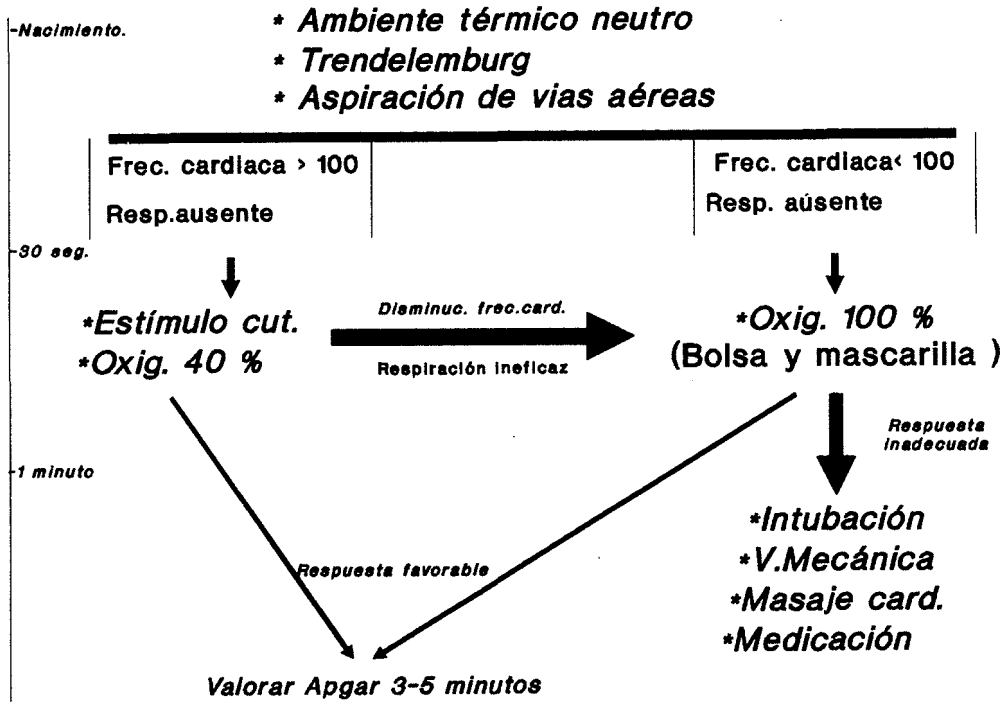 -Nacimiento.
* Ambiente térmico neutro
* Trendelemburg
* Aspiración de vias aéreas
Frec. cardiaca > 100
Resp.ausente
Frec. cardiaca< 100
Resp. aúsente
-30 seg.
*Estímulo cut.
*Oxig. 40 %
Disminuc. frec.card.
Respiración ineficaz
*Oxig. 100 %
(Bolsa y mascarilla )
Respuesta
inadecuada
-1 minuto
*Intubación
*V.Mecánica
*Masaje card.
*Medicación
Respuesta favorable
Valorar Apgar 3-5 minutos